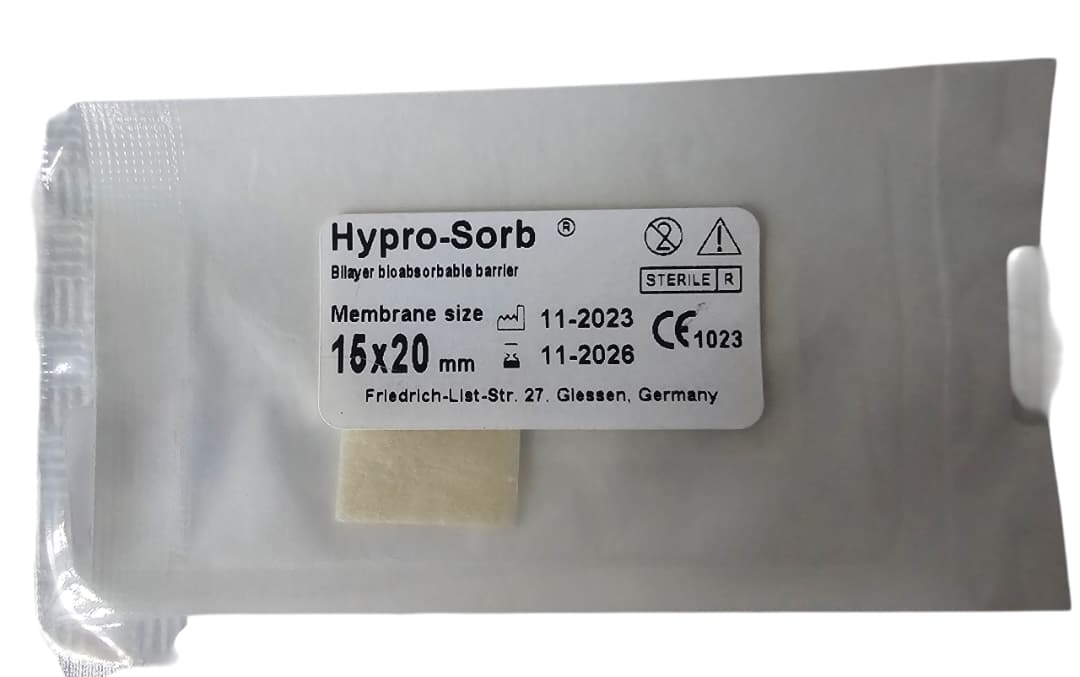 Hypro-Sorb ®
Bilayer bioabsorbable barrier
STERILE R
Membrane size 11-2023
15x20 mm 11-2026
CE 1023
Friedrich-List-Str. 27. Giessen, Germany